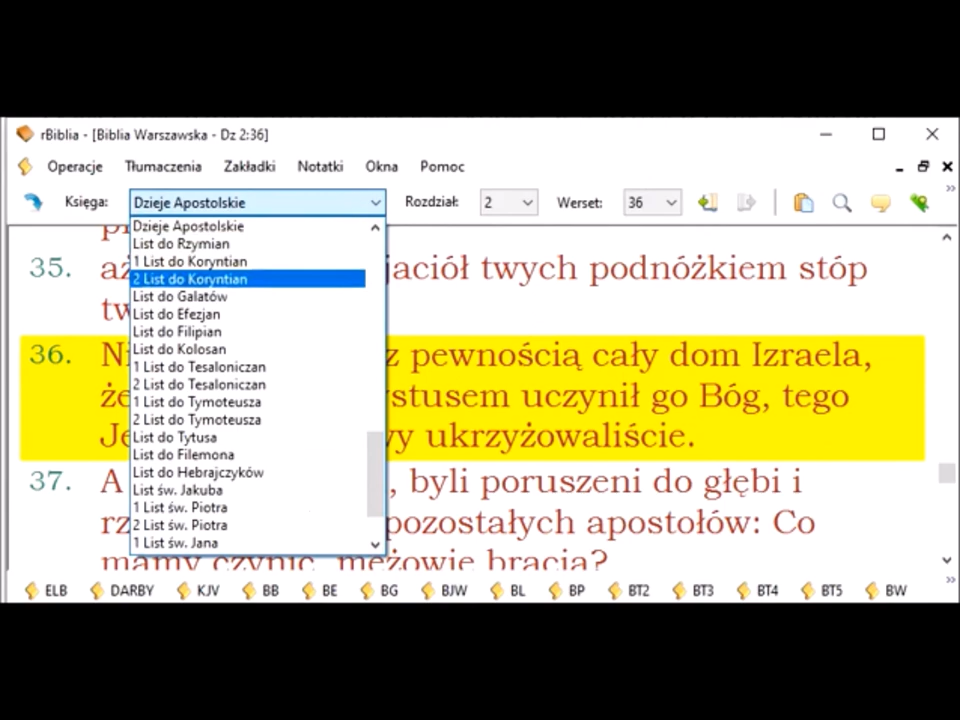 rBiblia - [Biblia Warszawska - Dz 2:36]
Operacje Tłumaczenia Zakładki Notatki Okna Pomoc
Księga: Dzieje Apostolskie Rozdział: 2 Werset: 36
Dzieje Apostolskie
List do Rzymian
1 List do Koryntian
2 List do Koryntian
List do Galatów
List do Efezjan
List do Filipian
List do Kolosan
1 List do Tesaloniczan
2 List do Tesaloniczan
1 List do Tymoteusza
2 List do Tymoteusza
List do Tytusa
List do Filemona
List do Hebrajczyków
List św. Jakuba
1 List św. Piotra
2 List św. Piotra
1 List św. Jana
35. jaciół twych podnóżkiem stóp
36. z pewnością cały dom Izraela,
ystusem uczynił go Bóg, tego
wy ukrzyżowaliście.
37. A , byli poruszeni do głębi i
pozostałych apostołów: Co
mamy czynić, mężowie bracia?
ELB DARBY KJV BB BE BG BJW BL BP BT2 BT3 BT4 BT5 BW